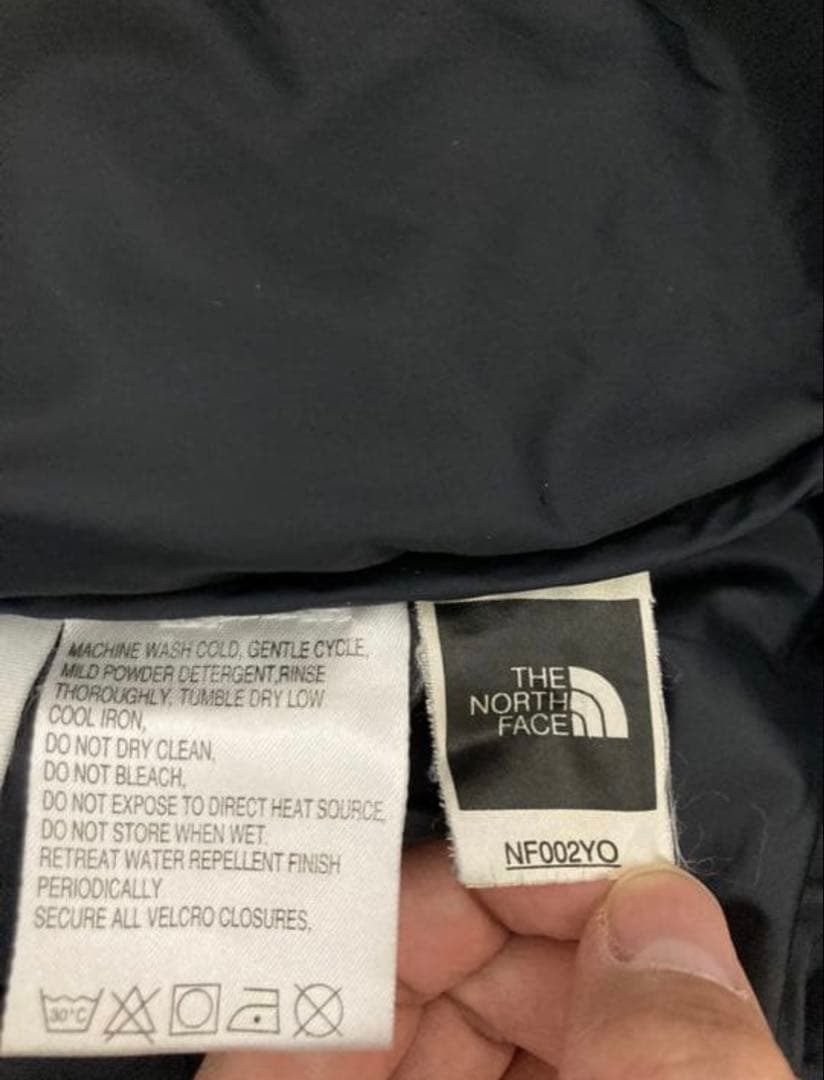 MACHINE WASH COLD, GENTLE CYCLE,
MILD POWDER DETERGENT,RINSE
THOROUGHLY, TUMBLE DRY LOW
COOL IRON,
DO NOT DRY CLEAN,
DO NOT BLEACH,
DO NOT EXPOSE TO DIRECT HEAT SOURCE,
DO NOT STORE WHEN WET.
RETREAT WATER REPELLENT FINISH
PERIODICALLY
SECURE ALL VELCRO CLOSURES,
30°C
THE
NORTH
FACE
NF002YO